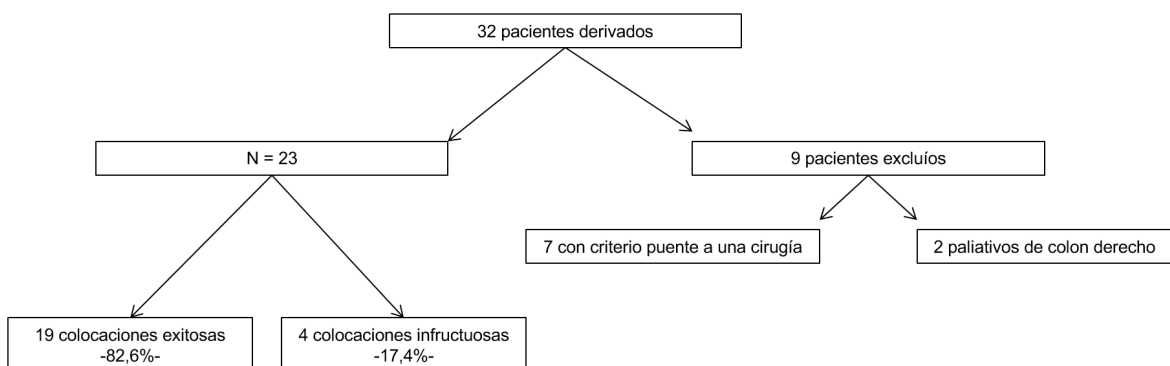 32 pacientes derivados
N = 23
9 pacientes excluíos
7 con criterio puente a una cirugía
2 paliativos de colon derecho
19 colocaciones exitosas
-82,6%-
4 colocaciones infructuosas
-17,4%-